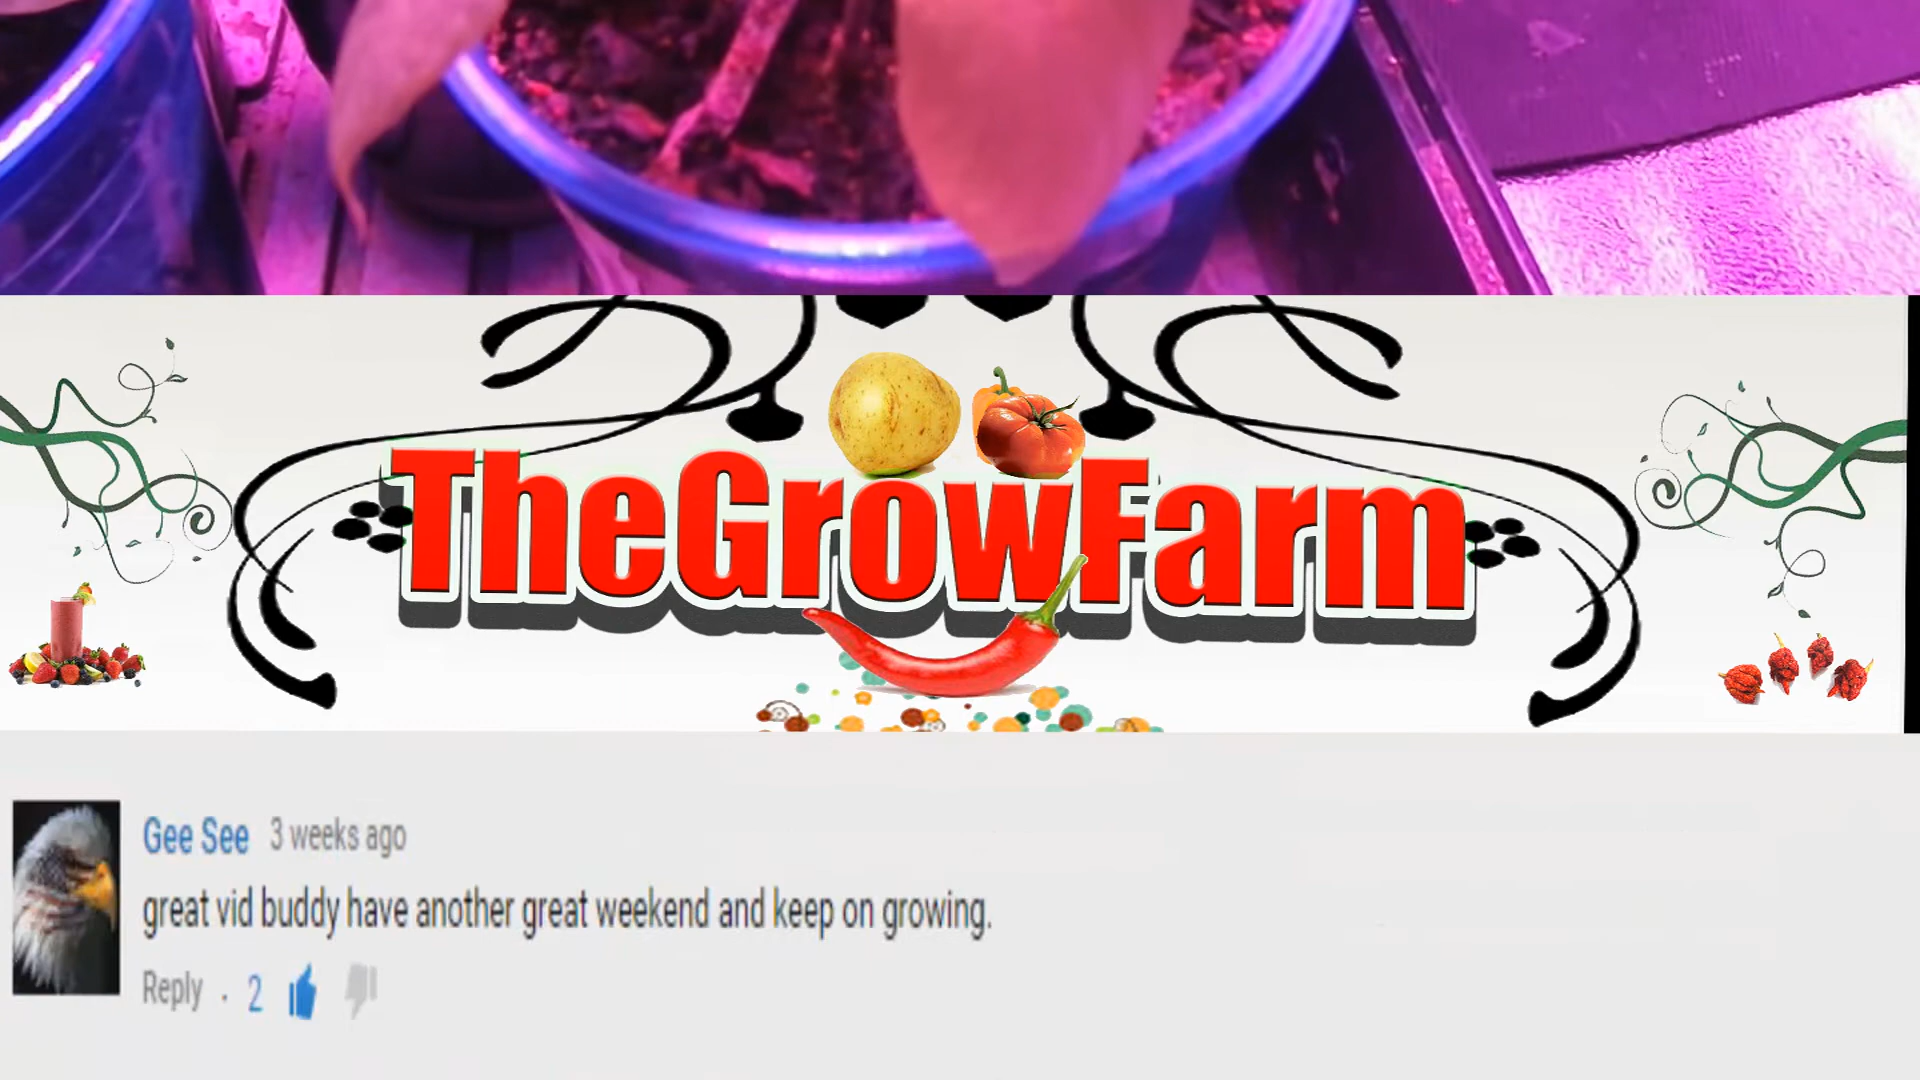 TheGrowFarm
Gee See 3 weeks ago
great vid buddy have another great weekend and keep on growing.
Reply · 2